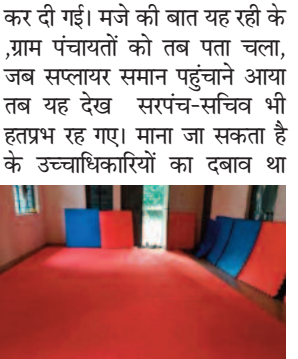 कर दी गई। मजे की बात यह रही के
,ग्राम पंचायतों को तब पता चला,
जब सप्लायर समान पहुंचाने आया
तब यह देख सरपंच-सचिव भी
हतप्रभ रह गए। माना जा सकता है
के उच्चाधिकारियों का दबाव था